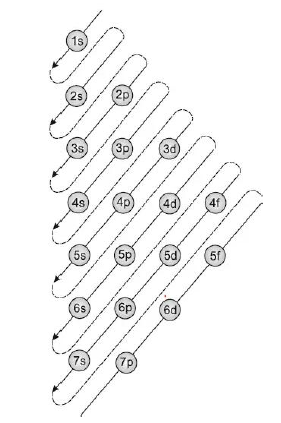 1s
2s 2p
3s 3p 3d
4s 4p 4d 4f
5s 5p 5d 5f
6s 6p 6d
7s 7p